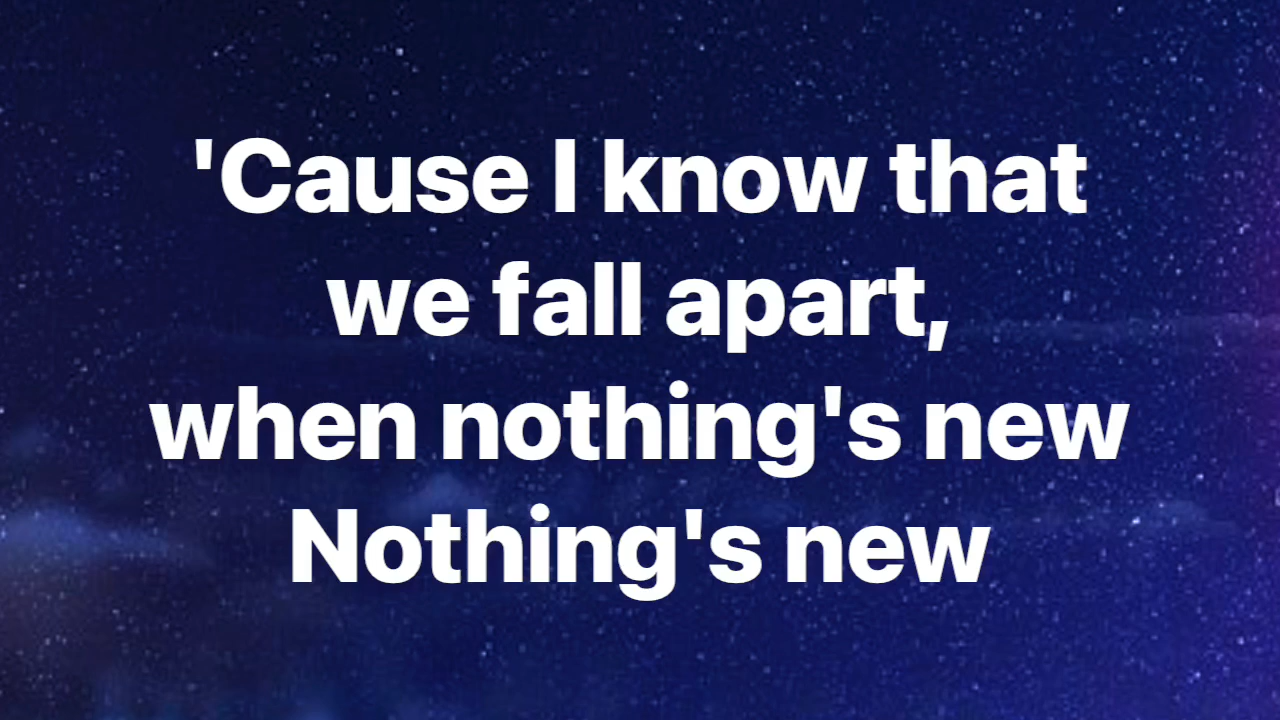 'Cause I know that
we fall apart,
when nothing's new
Nothing's new